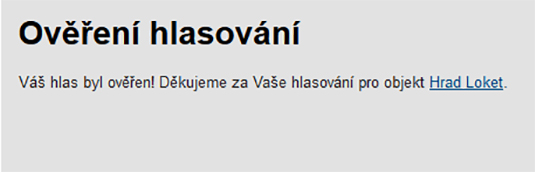 Ověření hlasování
Váš hlas byl ověřen! Děkujeme za Vaše hlasování pro objekt Hrad Loket.